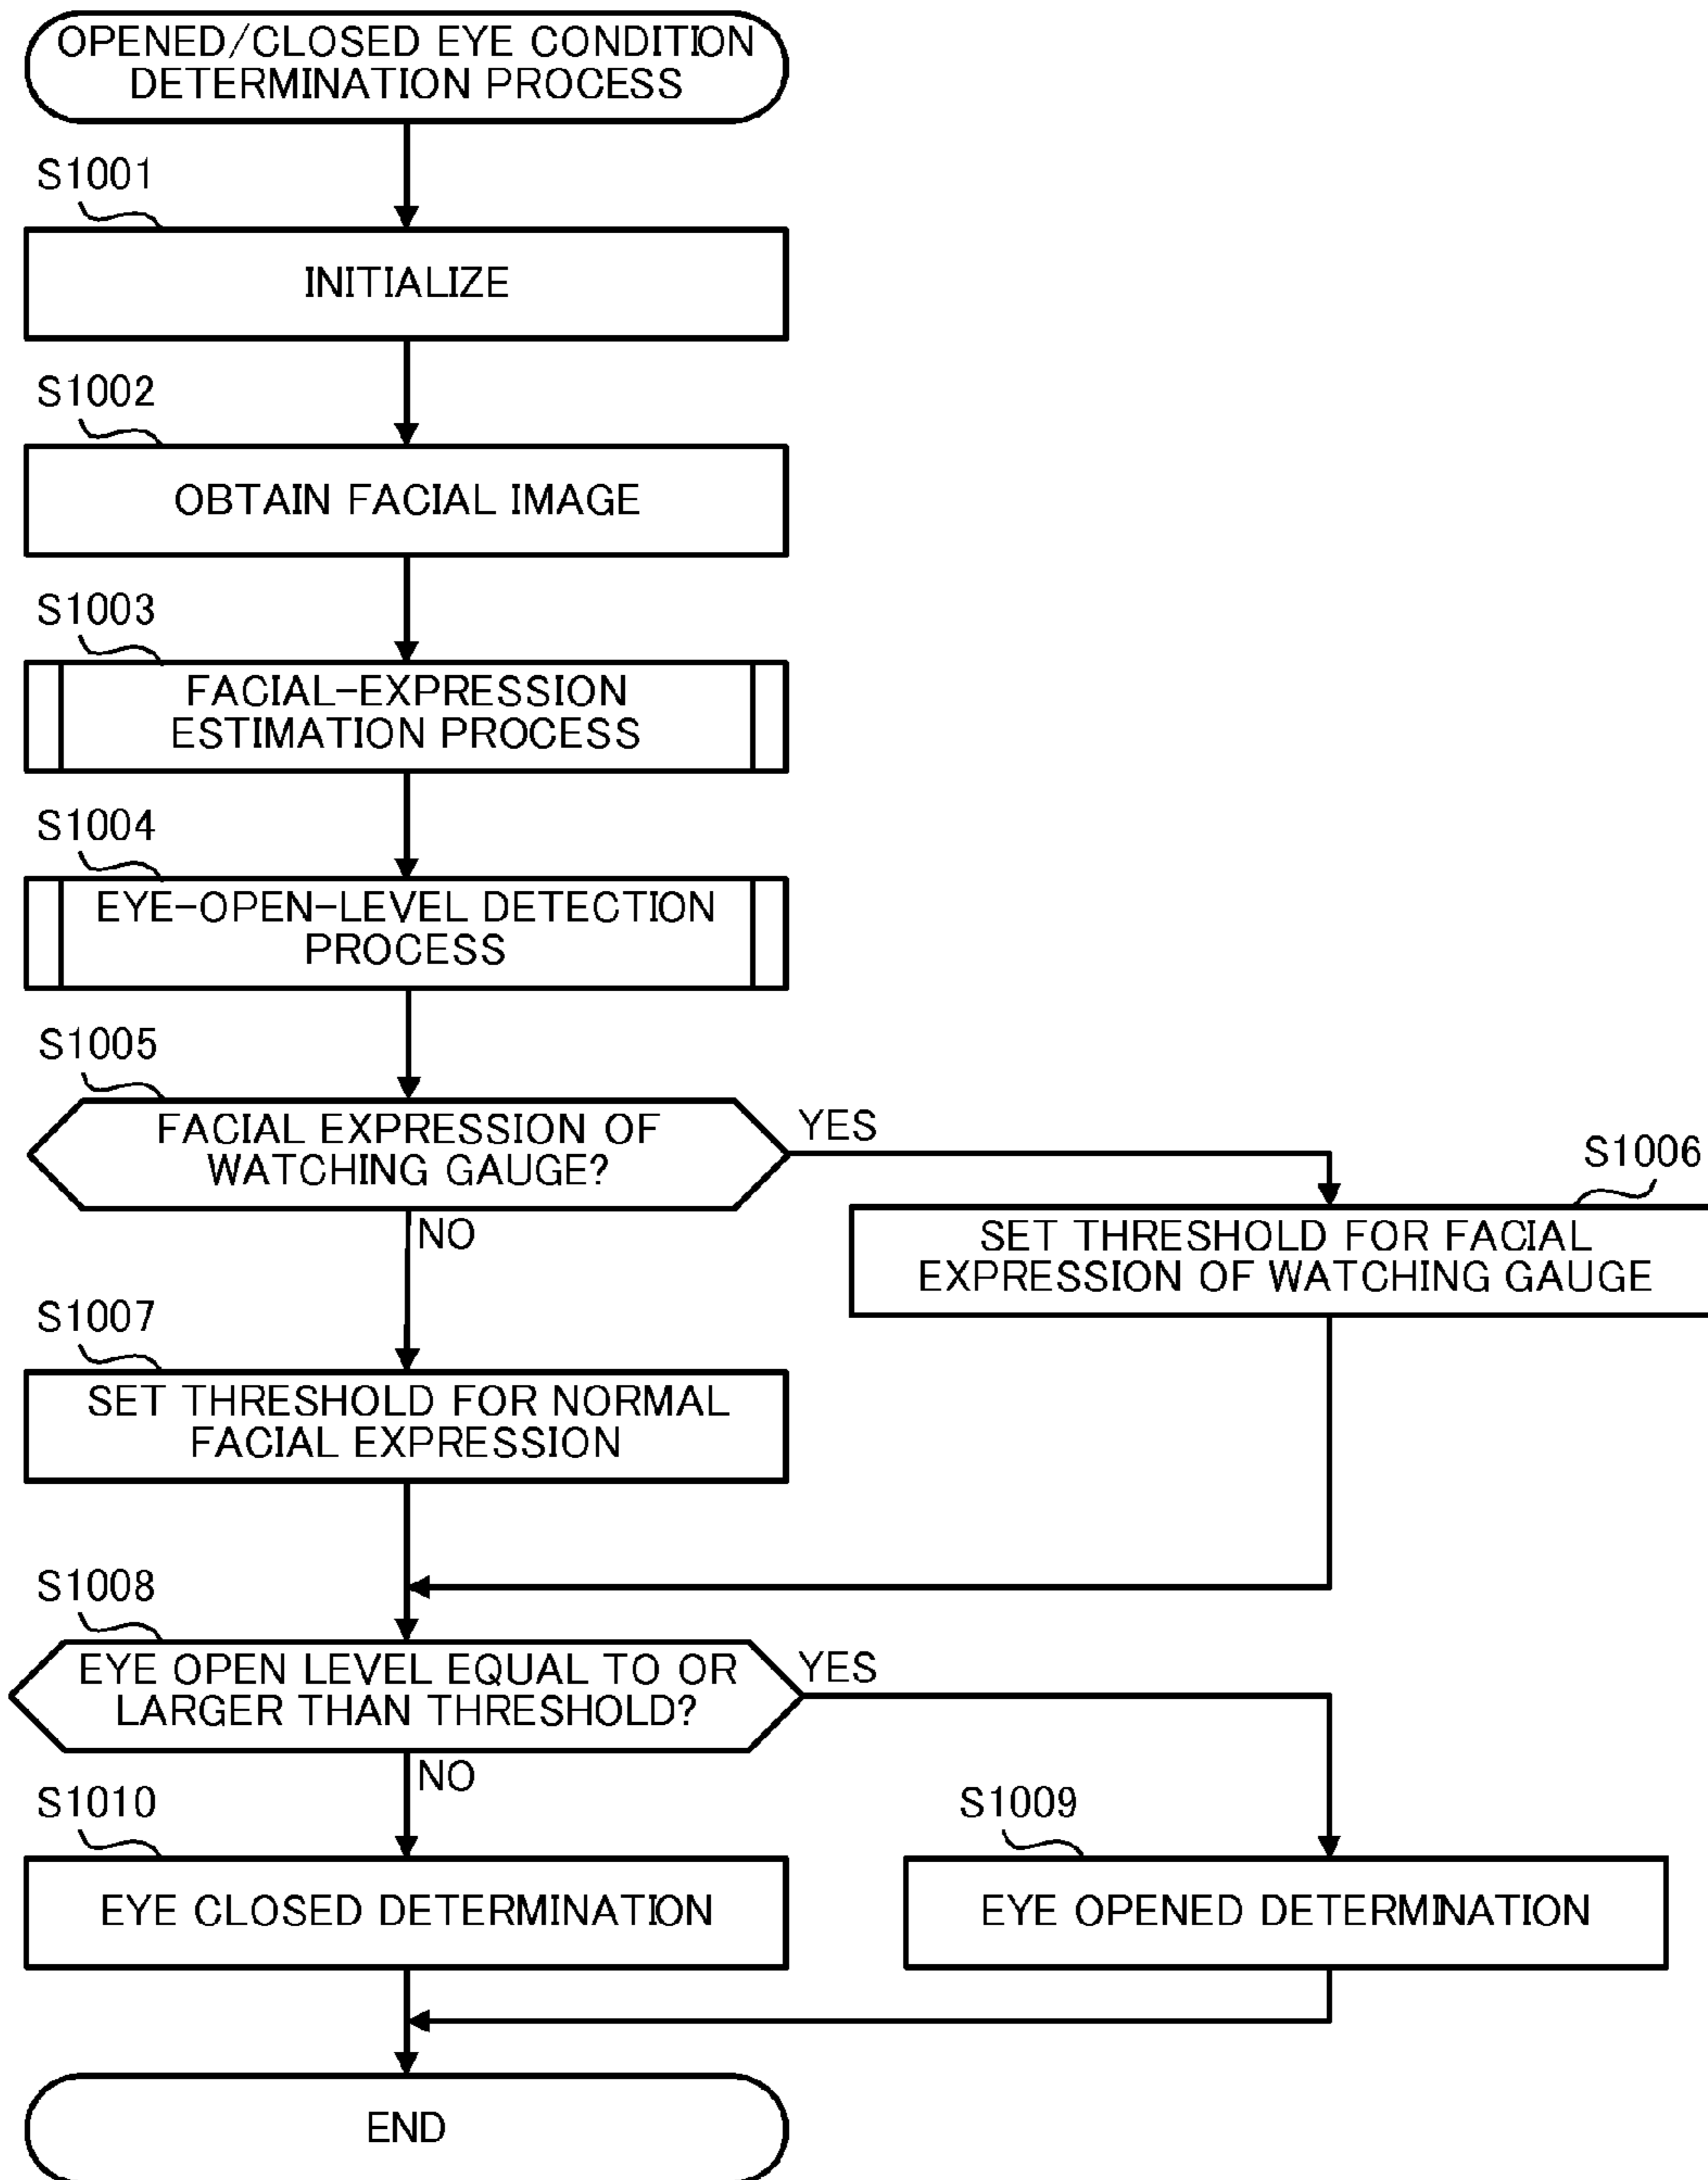 OPENED/CLOSED EYE CONDITION
DETERMINATION PROCESS
S1001
INITIALIZE
S1002
OBTAIN FACIAL IMAGE
S1003
FACIAL-EXPRESSION
ESTIMATION PROCESS
S1004
EYE-OPEN-LEVEL DETECTION
PROCESS
S1005
FACIAL EXPRESSION OF
WATCHING GAUGE?
YES
NO
S1006
SET THRESHOLD FOR FACIAL
EXPRESSION OF WATCHING GAUGE
S1007
SET THRESHOLD FOR NORMAL
FACIAL EXPRESSION
S1008
EYE OPEN LEVEL EQUAL TO OR
LARGER THAN THRESHOLD?
YES
NO
S1010
EYE CLOSED DETERMINATION
S1009
EYE OPENED DETERMINATION
END